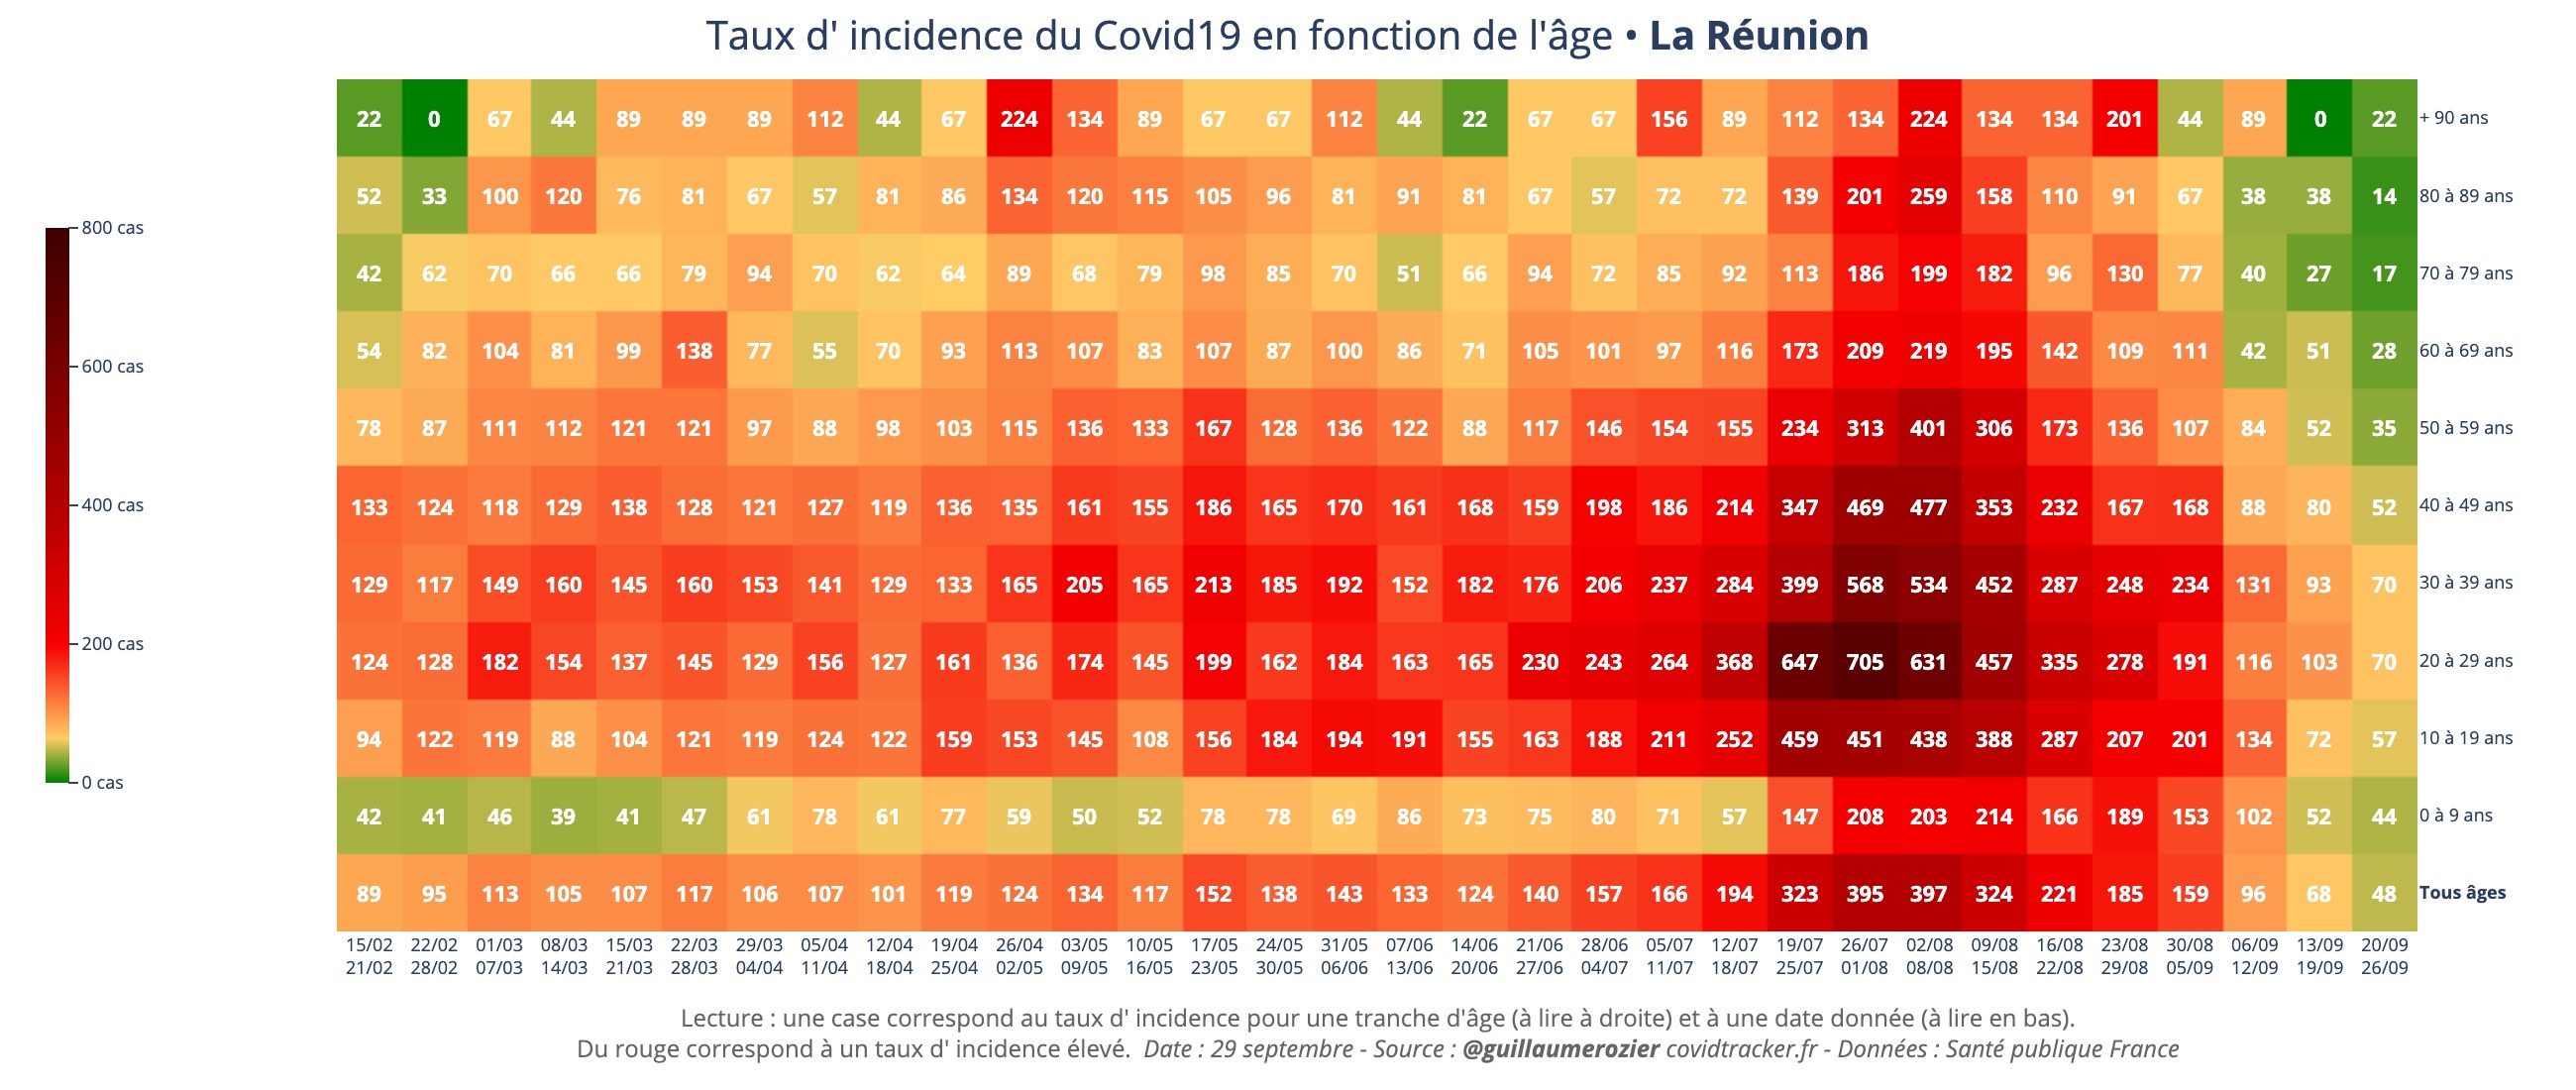 Taux d' incidence du Covid19 en fonction de l'âge • La Réunion
800 cas
600 cas
400 cas
200 cas
0 cas
22 0 67 44 89 89 89 112 44 67 224 134 89 67 67 112 44 22 67 67 156 89 112 134 224 134 134 201 44 89 0 22 + 90 ans
52 33 100 120 76 81 67 57 81 86 134 120 115 105 96 81 91 81 67 57 72 72 139 201 259 158 110 91 67 38 38 14 80 à 89 ans
42 62 70 66 66 79 94 70 62 64 89 68 79 98 85 70 51 66 94 72 85 92 113 186 199 182 96 130 77 40 27 17 70 à 79 ans
54 82 104 81 99 138 77 55 70 93 113 107 83 107 87 100 86 71 105 101 97 116 173 209 219 195 142 109 111 42 51 28 60 à 69 ans
78 87 111 112 121 121 97 88 98 103 115 136 133 167 128 136 122 88 117 146 154 155 234 313 401 306 173 136 107 84 52 35 50 à 59 ans
133 124 118 129 138 128 121 127 119 136 135 161 155 186 165 170 161 168 159 198 186 214 347 469 477 353 232 167 168 88 80 52 40 à 49 ans
129 117 149 160 145 160 153 141 129 133 165 205 165 213 185 192 152 182 176 206 237 284 399 568 534 452 287 248 234 131 93 70 30 à 39 ans
124 128 182 154 137 145 129 156 127 161 136 174 145 199 162 184 163 165 230 243 264 368 647 705 631 457 335 278 191 116 103 70 20 à 29 ans
94 122 119 88 104 121 119 124 122 159 153 145 108 156 184 194 191 155 163 188 211 252 459 451 438 388 287 207 201 134 72 57 10 à 19 ans
42 41 46 39 41 47 61 78 61 77 59 50 52 78 78 69 86 73 75 80 71 57 147 208 203 214 166 189 153 102 52 44 0 à 9 ans
89 95 113 105 107 117 106 107 101 119 124 134 117 152 138 143 133 124 140 157 166 194 323 395 397 324 221 185 159 96 68 48 Tous âges
15/02 22/02 01/03 08/03 15/03 22/03 29/03 05/04 12/04 19/04 26/04 03/05 10/05 17/05 24/05 31/05 07/06 14/06 21/06 28/06 05/07 12/07 19/07 26/07 02/08 09/08 16/08 23/08 30/08 06/09 13/09 20/09
21/02 28/02 07/03 14/03 21/03 28/03 04/04 11/04 18/04 25/04 02/05 09/05 16/05 23/05 30/05 06/06 13/06 20/06 27/06 04/07 11/07 18/07 25/07 01/08 08/08 15/08 22/08 29/08 05/09 12/09 19/09 26/09
Lecture : une case correspond au taux d' incidence pour une tranche d'âge (à lire à droite) et à une date donnée (à lire en bas).
Du rouge correspond à un taux d' incidence élevé. Date : 29 septembre - Source : @guillaumerozier covidtracker.fr - Données : Santé publique France